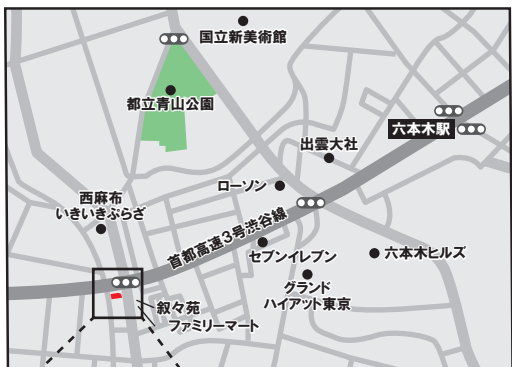 国立新美術館
都立青山公園
六本木駅
出雲大社
ローソン
西麻布
いきいきぷらざ
首都高速3号渋谷線
セブンイレブン
六本木ヒルズ
グランド
ハイアット東京
叙々苑
ファミリーマート